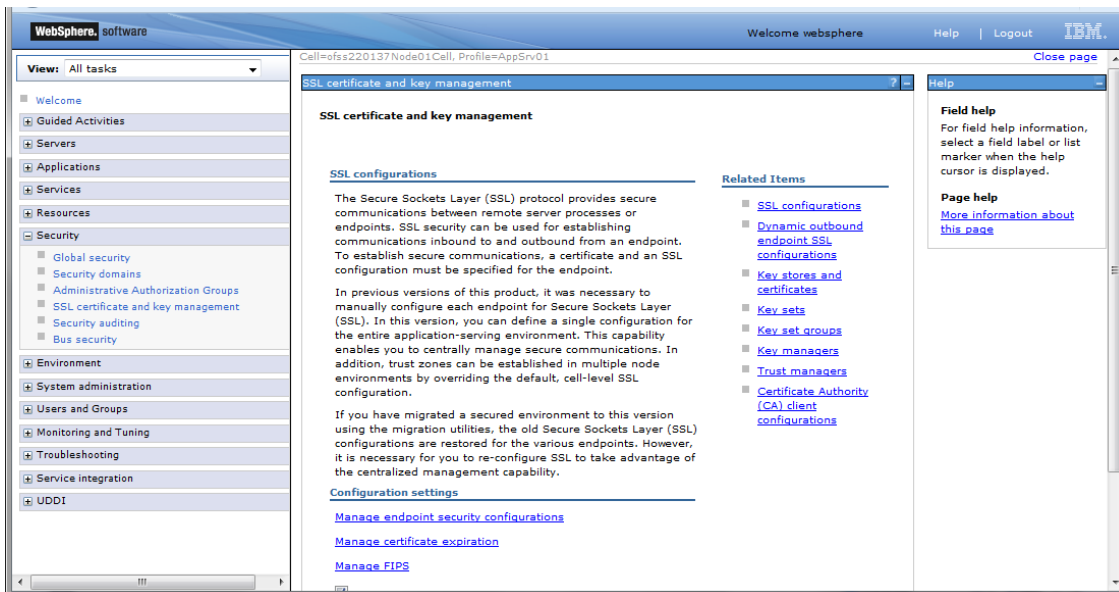 WebSphere. software
Welcome websphere
Help | Logout
IBM.
View: All tasks
Welcome
Guided Activities
Servers
Applications
Services
Resources
Security
Global security
Security domains
Administrative Authorization Groups
SSL certificate and key management
Security auditing
Bus security
Environment
System administration
Users and Groups
Monitoring and Tuning
Troubleshooting
Service integration
UDDI
Cell=ofss220137Node01Cell, Profile=AppSrv01
Close page
SSL certificate and key management
? -
SSL certificate and key management
SSL configurations
The Secure Sockets Layer (SSL) protocol provides secure
communications between remote server processes or
endpoints. SSL security can be used for establishing
communications inbound to and outbound from an endpoint.
To establish secure communications, a certificate and an SSL
configuration must be specified for the endpoint.
In previous versions of this product, it was necessary to
manually configure each endpoint for Secure Sockets Layer
(SSL). In this version, you can define a single configuration for
the entire application-serving environment. This capability
enables you to centrally manage secure communications. In
addition, trust zones can be established in multiple node
environments by overriding the default, cell-level SSL
configuration.
If you have migrated a secured environment to this version
using the migration utilities, the old Secure Sockets Layer (SSL)
configurations are restored for the various endpoints. However,
it is necessary for you to re-configure SSL to take advantage of
the centralized management capability.
Configuration settings
Manage endpoint security configurations
Manage certificate expiration
Manage FIPS
Related Items
SSL configurations
Dynamic outbound
endpoint SSL
configurations
Key stores and
certificates
Key sets
Key set groups
Key managers
Trust managers
Certificate Authority
(CA) client
configurations
Help
Field help
For field help information,
select a field label or list
marker when the help
cursor is displayed.
Page help
More information about
this page